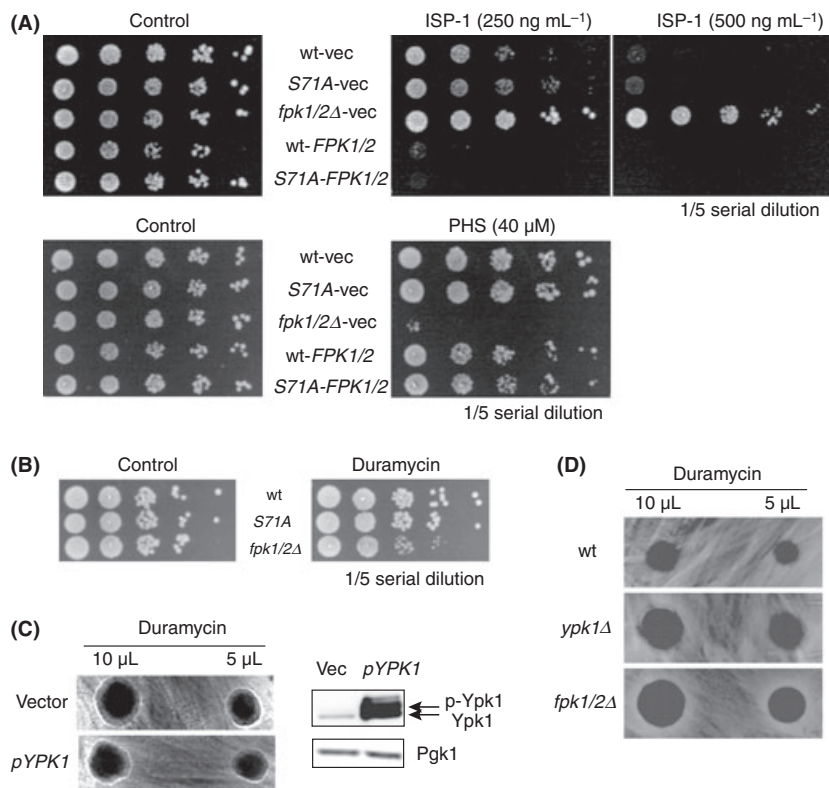 (A)
Control
ISP-1 (250 ng mL⁻¹)
ISP-1 (500 ng mL⁻¹)
wt-vec
S71A-vec
fpk1/2Δ-vec
wt-FPK1/2
S71A-FPK1/2
1/5 serial dilution
Control
PHS (40 μM)
wt-vec
S71A-vec
fpk1/2Δ-vec
wt-FPK1/2
S71A-FPK1/2
1/5 serial dilution
(B)
Control
Duramycin
wt
S71A
fpk1/2Δ
1/5 serial dilution
(C)
Duramycin
10 μL
5 μL
Vector
pYPK1
Vec
pYPK1
p-Ypk1
Ypk1
Pgk1
(D)
Duramycin
10 μL
5 μL
wt
ypk1Δ
fpk1/2Δ